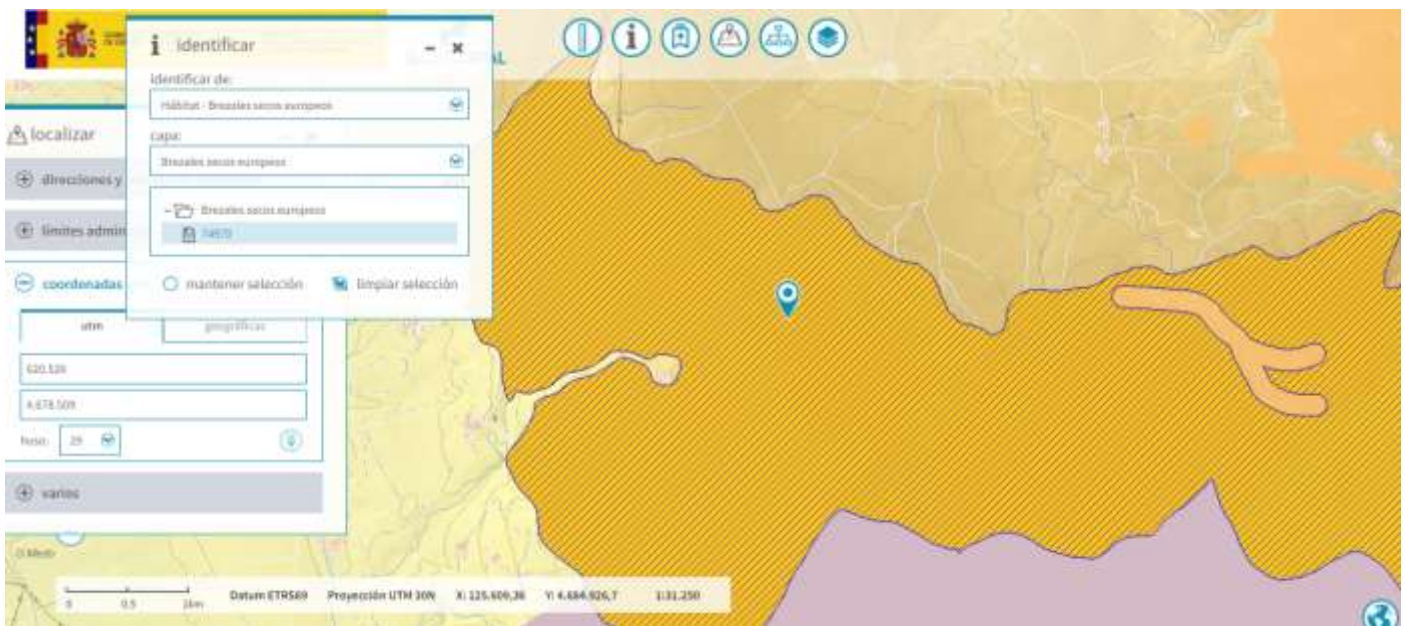 identificar
identificar de:
Hábitat - Brezales secos europeos
capa:
Brezales secos europeos
Brezales secos europeos
mantener selección
limpiar selección
AL
localizar
direcciones y
límites admin
coordenadas
utm
geográficas
620.528
4.678.509
huso:
29
varios
0
0.5
1km
Datum ETRS89
Proyección UTM 30N
X: 125.609,36
Y: 4.684.926,7
1:31.250